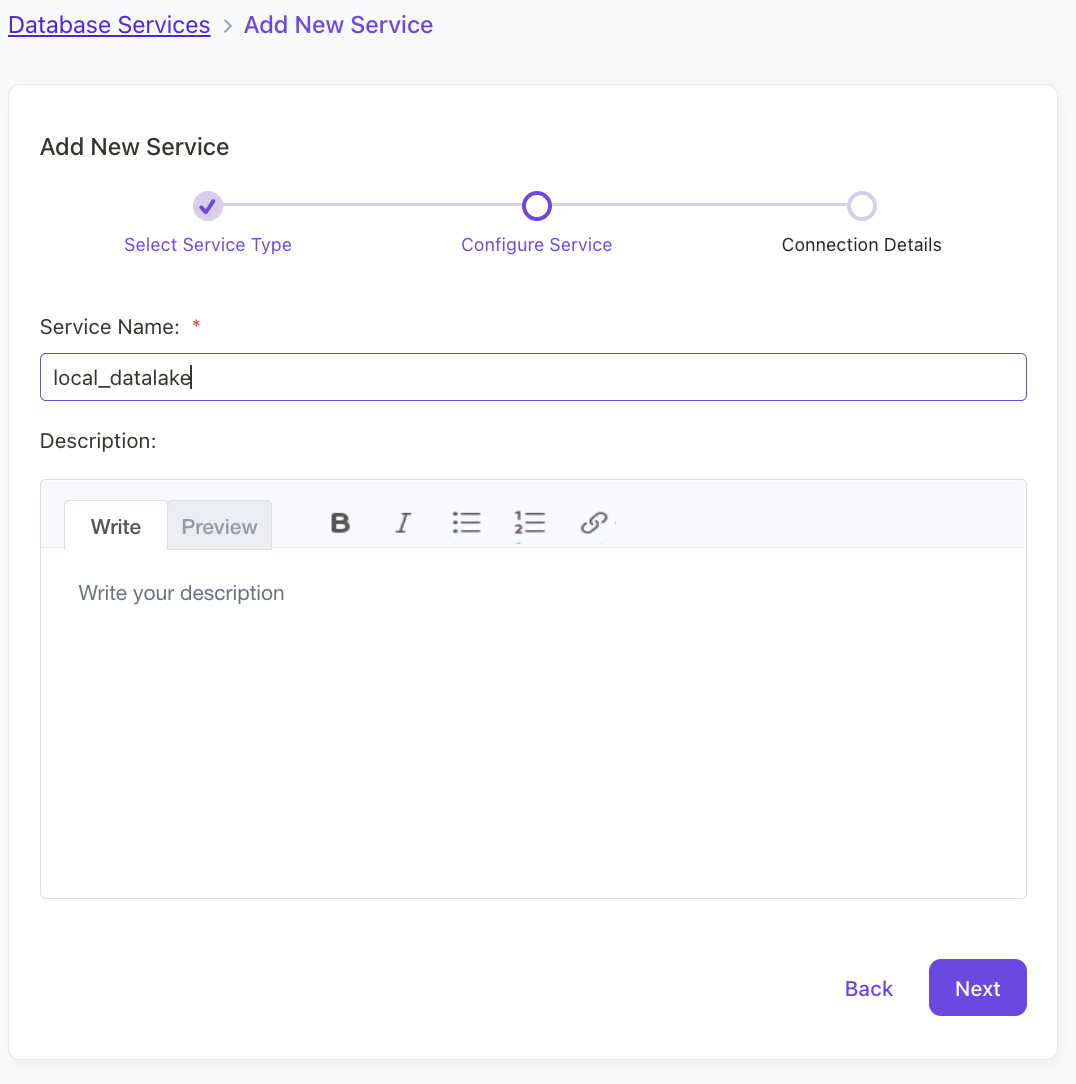 Database Services > Add New Service
Add New Service
Select Service Type Configure Service Connection Details
Service Name: *
local_datalake
Description:
Write Preview B I
Write your description
Back Next